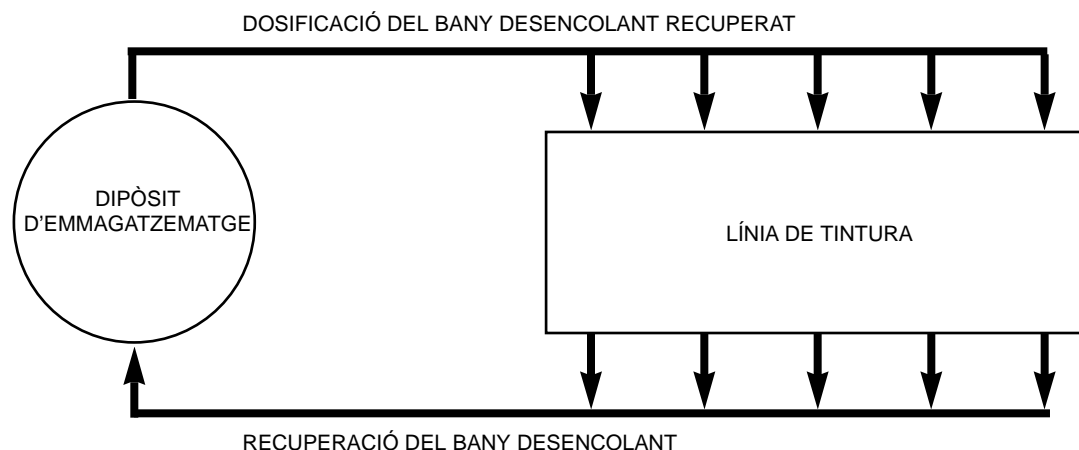 DOSIFICACIÓ DEL BANY DESENCOLANT RECUPERAT
DIPÒSIT
D'EMMAGATZEMATGE
LÍNIA DE TINTURA
RECUPERACIÓ DEL BANY DESENCOLANT